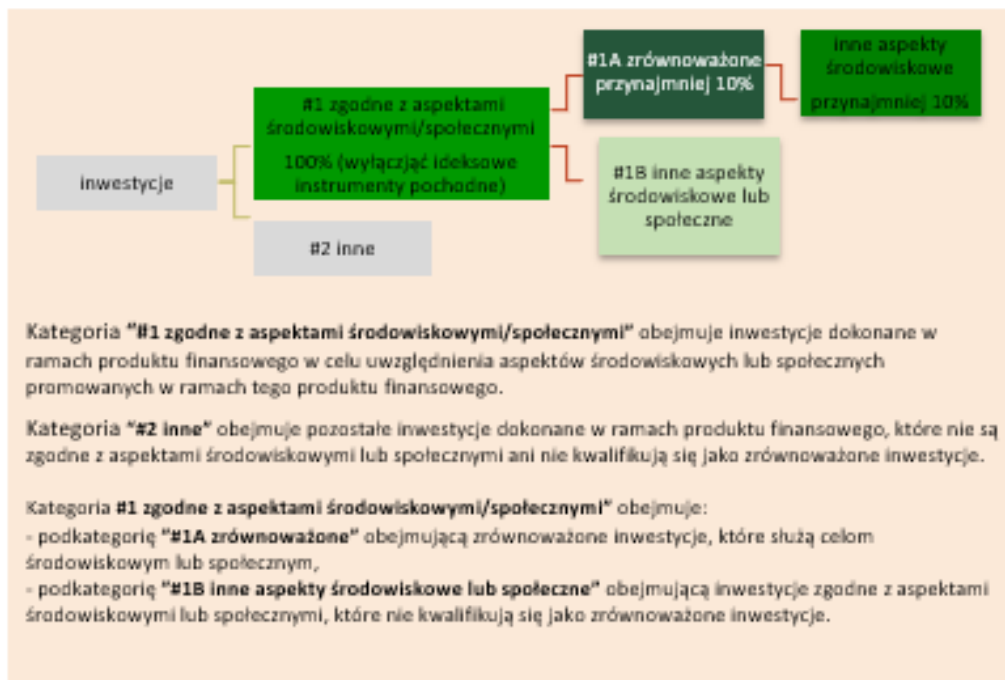 #1A zrównoważone
przynajmniej 10%
inne aspekty
środowiskowe
przynajmniej 10%
#1 zgodne z aspektami
środowiskowymi/społecznymi
100% (wyłączjąć ideksowe
instrumenty pochodne)
inwestycje
#1B inne aspekty
środowiskowe lub
społeczne
#2 inne
Kategoria "#1 zgodne z aspektami środowiskowymi/społecznymi" obejmuje inwestycje dokonane w
ramach produktu finansowego w celu uwzględnienia aspektów środowiskowych lub społecznych
promowanych w ramach tego produktu finansowego.
Kategoria "#2 inne" obejmuje pozostałe inwestycje dokonane w ramach produktu finansowego, które nie są
zgodne z aspektami środowiskowymi lub społecznymi ani nie kwalifikują się jako zrównoważone inwestycje.
Kategoria #1 zgodne z aspektami środowiskowymi/społecznymi" obejmuje:
- podkategorię "#1A zrównoważone" obejmującą zrównoważone inwestycje, które służą celom
środowiskowym lub społecznym,
- podkategorię "#1B inne aspekty środowiskowe lub społeczne" obejmującą inwestycje zgodne z aspektami
środowiskowymi lub społecznymi, które nie kwalifikują się jako zrównoważone inwestycje.